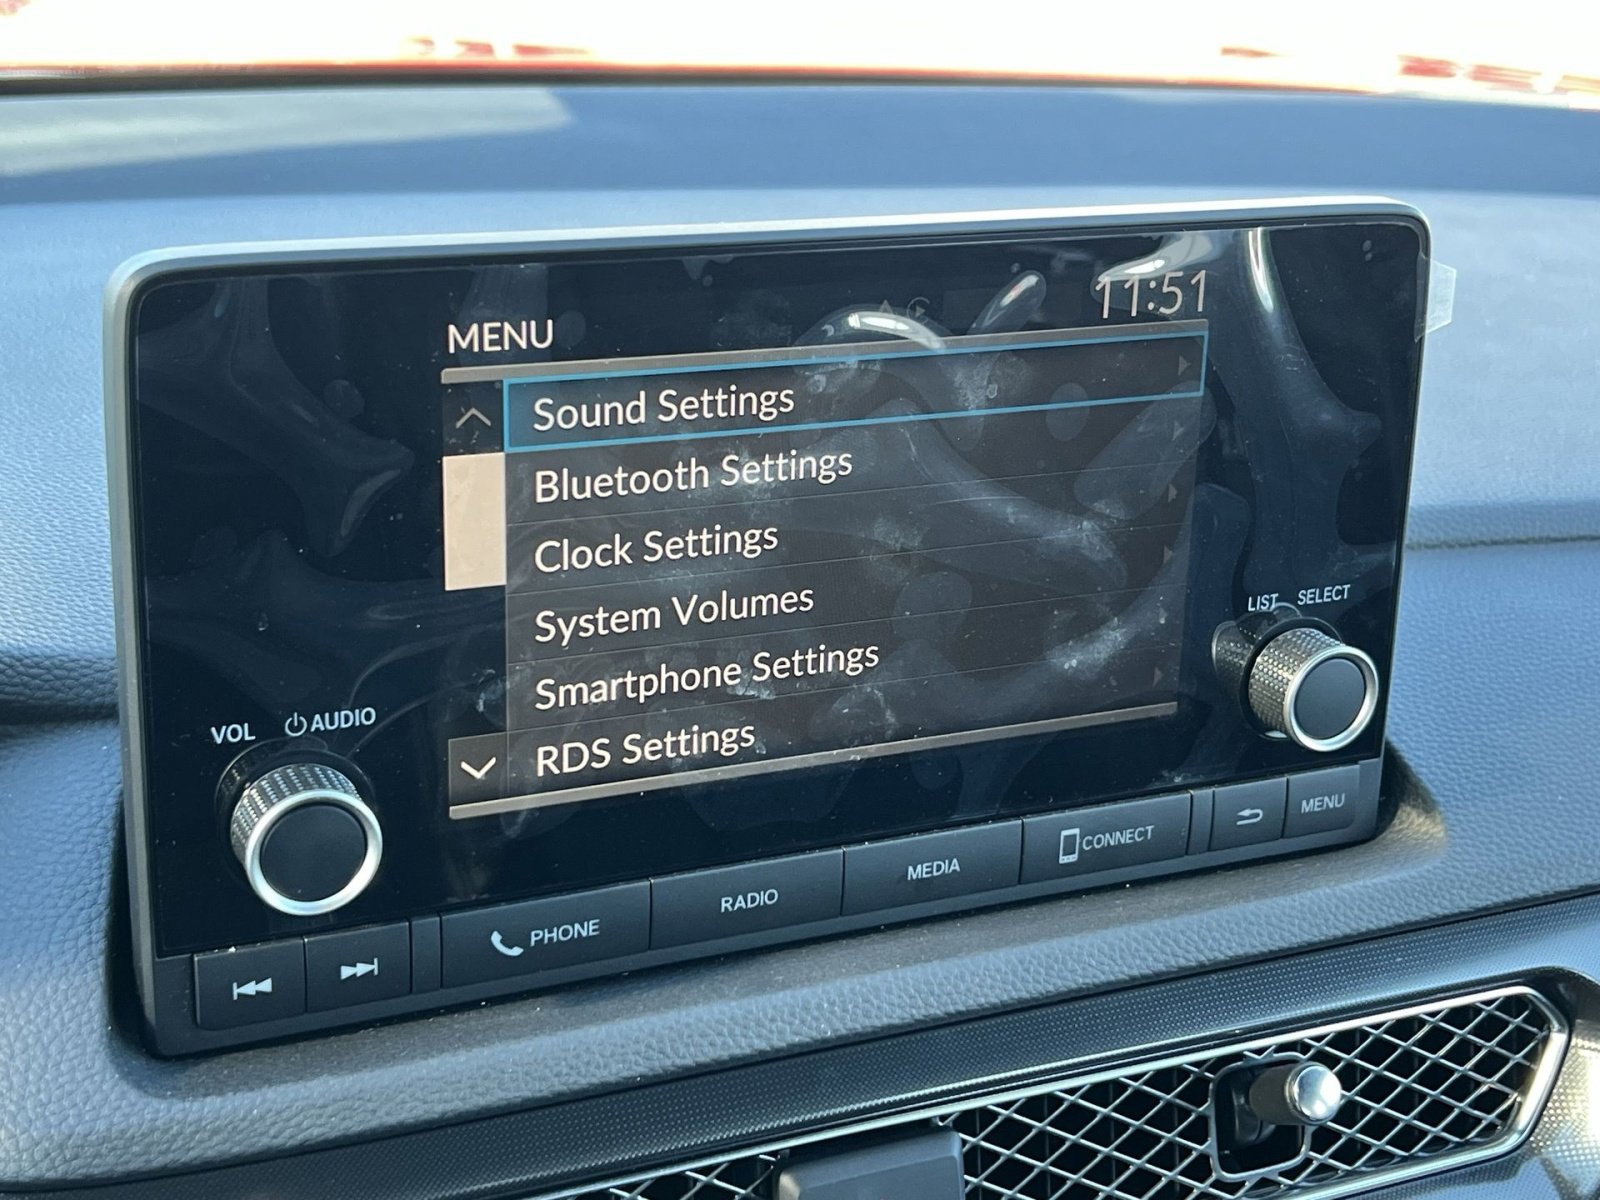 11:51
MENU
Sound Settings
Bluetooth Settings
Clock Settings
System Volumes
Smartphone Settings
RDS Settings
LIST SELECT
VOL AUDIO
PHONE
RADIO
MEDIA
CONNECT
MENU